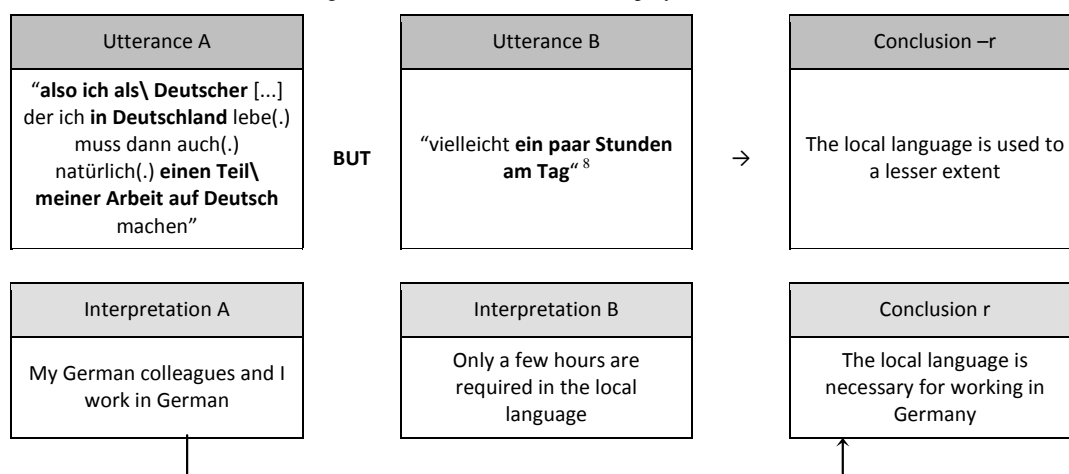 Utterance A
Utterance B
Conclusion –r
“also ich als\ Deutscher [...]
der ich in Deutschland lebe(.)
muss dann auch(.)
natürlich(.) einen Teil\
meiner Arbeit auf Deutsch
machen”
BUT
“vielleicht ein paar Stunden
am Tag“ 8
→
The local language is used to
a lesser extent
Interpretation A
Interpretation B
Conclusion r
My German colleagues and I
work in German
Only a few hours are
required in the local
language
The local language is
necessary for working in
Germany